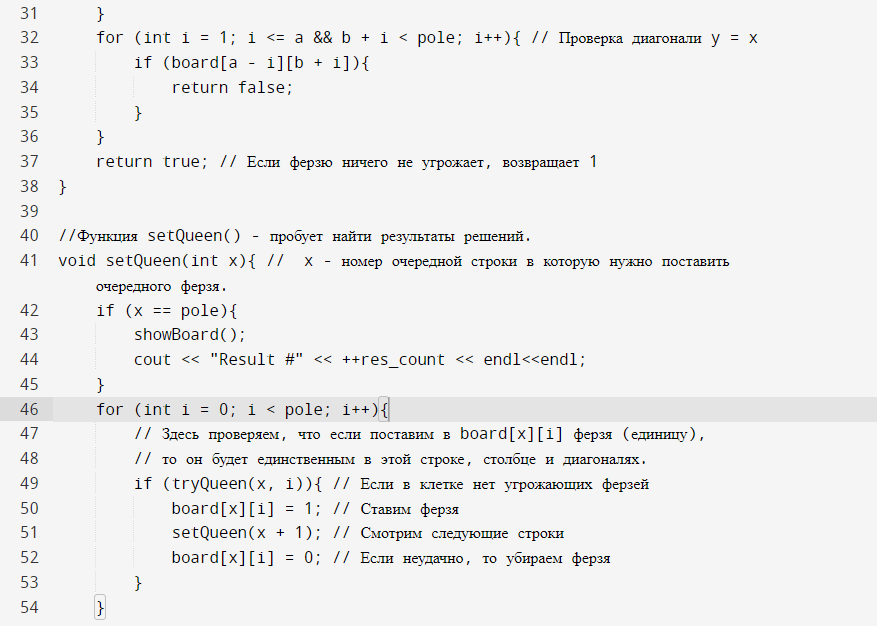 31 }
32 for (int i = 1; i <= a && b + i < pole; i++){ // Проверка диагонали y = x
33 if (board[a - i][b + i]){
34 return false;
35 }
36 }
37 return true; // Если ферзю ничего не угрожает, возвращает 1
38 }
39
40 //Функция setQueen() - пробует найти результаты решений.
41 void setQueen(int x){ //  x - номер очередной строки в которую нужно поставить
очередного ферзя.
42 if (x == pole){
43 showBoard();
44 cout << "Result #" << ++res_count << endl<<endl;
45 }
46 for (int i = 0; i < pole; i++){
47 // Здесь проверяем, что если поставим в board[x][i] ферзя (единицу),
48 // то он будет единственным в этой строке, столбце и диагоналях.
49 if (tryQueen(x, i)){ // Если в клетке нет угрожающих ферзей
50 board[x][i] = 1; // Ставим ферзя
51 setQueen(x + 1); // Смотрим следующие строки
52 board[x][i] = 0; // Если неудачно, то убираем ферзя
53 }
54 }